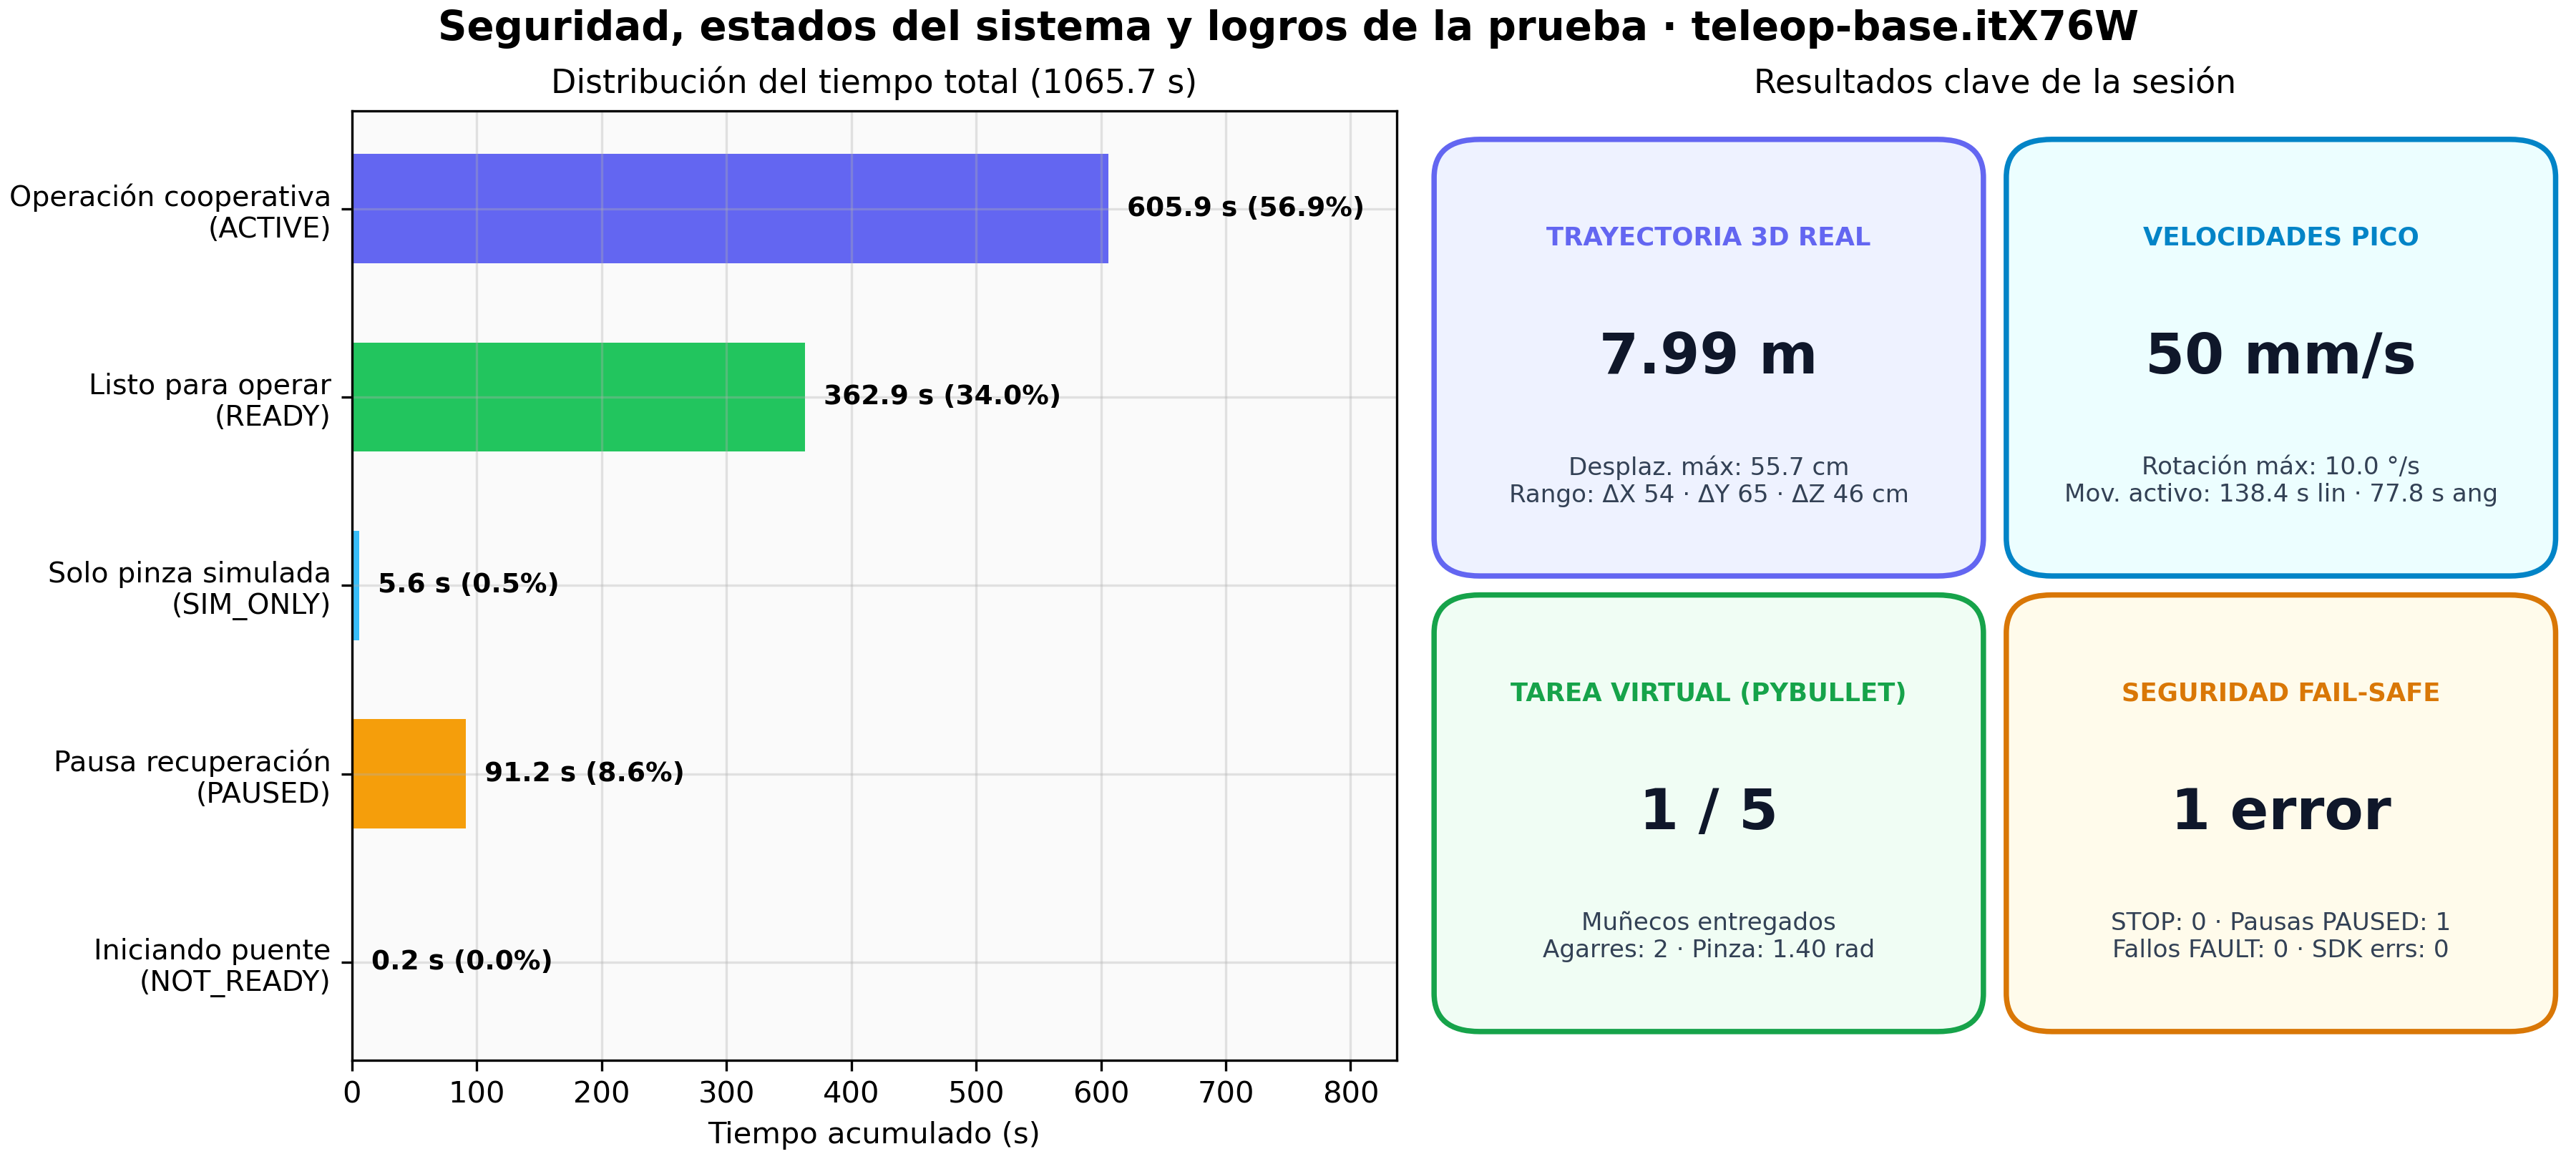 Seguridad, estados del sistema y logros de la prueba · teleop-base.itX76W
Distribución del tiempo total (1065.7 s)
Operación cooperativa
(ACTIVE)
605.9 s (56.9%)
Listo para operar
(READY)
362.9 s (34.0%)
Solo pinza simulada
(SIM_ONLY)
5.6 s (0.5%)
Pausa recuperación
(PAUSED)
91.2 s (8.6%)
Iniciando puente
(NOT_READY)
0.2 s (0.0%)
0 100 200 300 400 500 600 700 800
Tiempo acumulado (s)
Resultados clave de la sesión
TRAYECTORIA 3D REAL
7.99 m
Desplaz. máx: 55.7 cm
Rango: ΔX 54 · ΔY 65 · ΔZ 46 cm
VELOCIDADES PICO
50 mm/s
Rotación máx: 10.0 °/s
Mov. activo: 138.4 s lin · 77.8 s ang
TAREA VIRTUAL (PYBULLET)
1 / 5
Muñecos entregados
Agarres: 2 · Pinza: 1.40 rad
SEGURIDAD FAIL-SAFE
1 error
STOP: 0 · Pausas PAUSED: 1
Fallos FAULT: 0 · SDK errs: 0